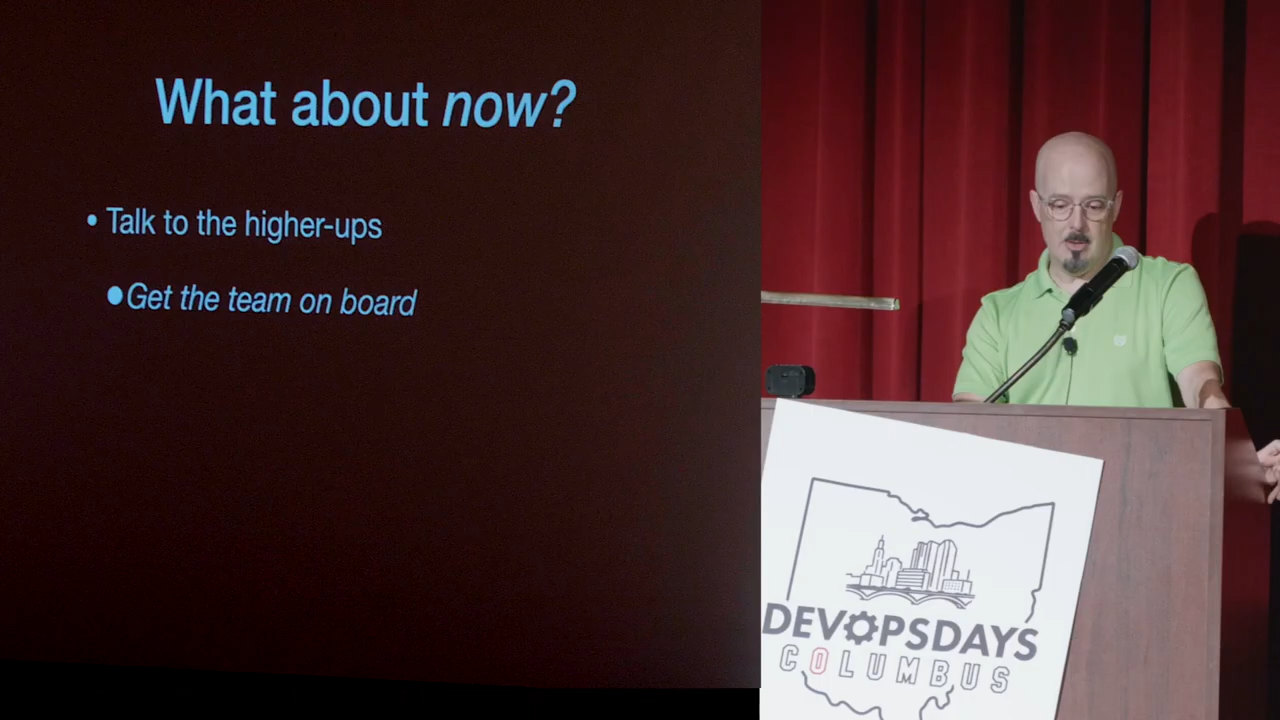 What about now?
• Talk to the higher-ups
• Get the team on board
DEVOPSDAYS
COLUMBUS